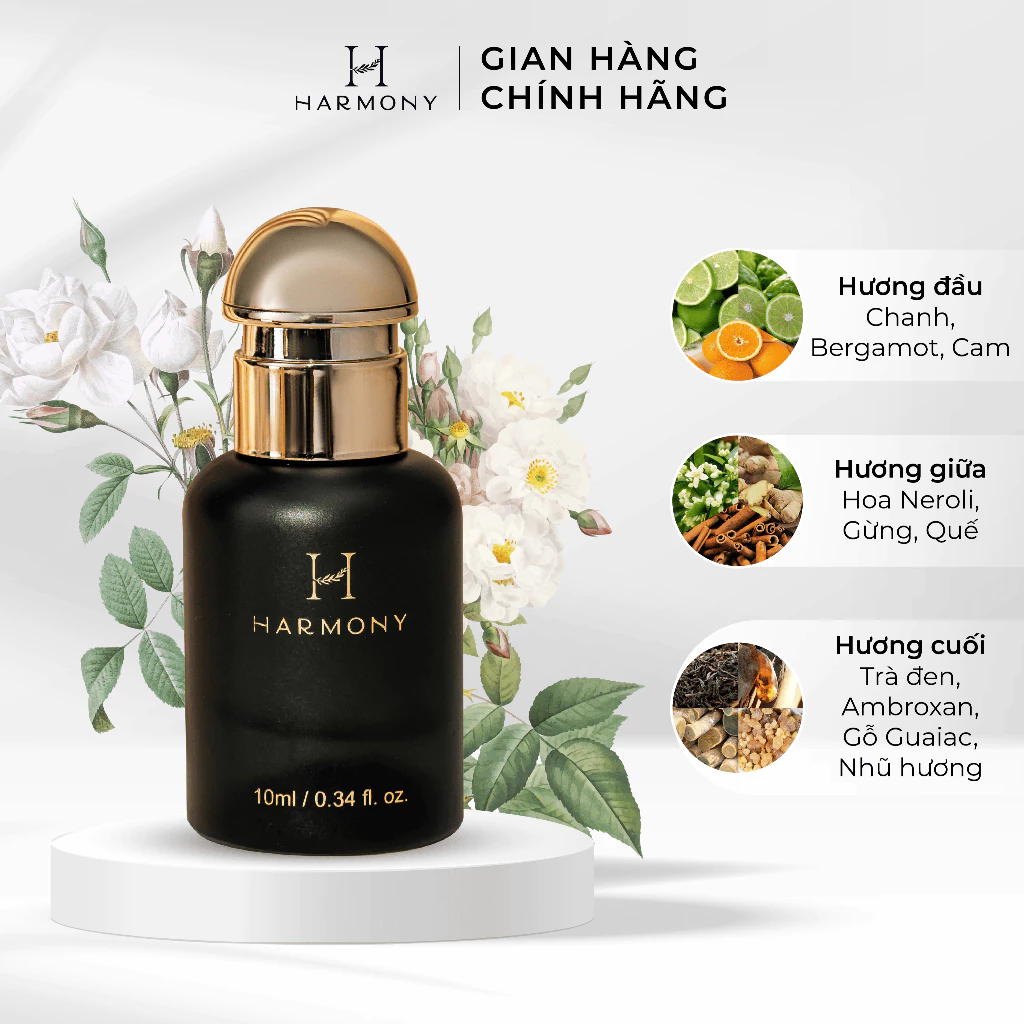 H
HARMONY
GIAN HÀNG
CHÍNH HÃNG
Hương đầu
Chanh,
Bergamot, Cam
Hương giữa
Hoa Neroli,
Gừng, Quế
Hương cuối
Trà đen,
Ambroxan,
Gỗ Guaiac,
Nhũ hương
H
HARMONY
10ml / 0.34 fl. oz.